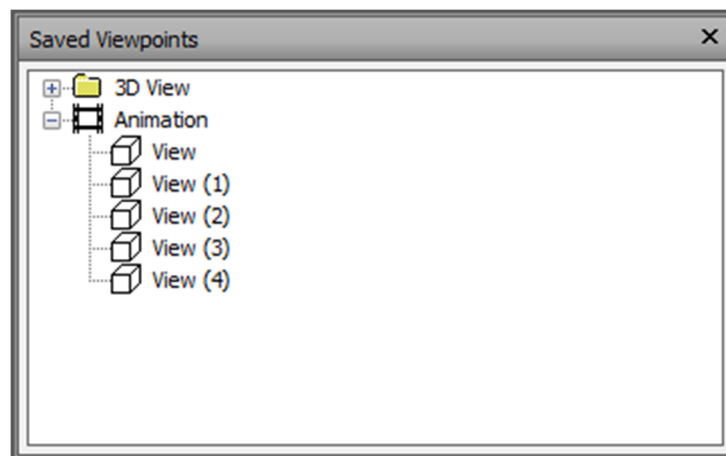 Saved Viewpoints
3D View
Animation
View
View (1)
View (2)
View (3)
View (4)